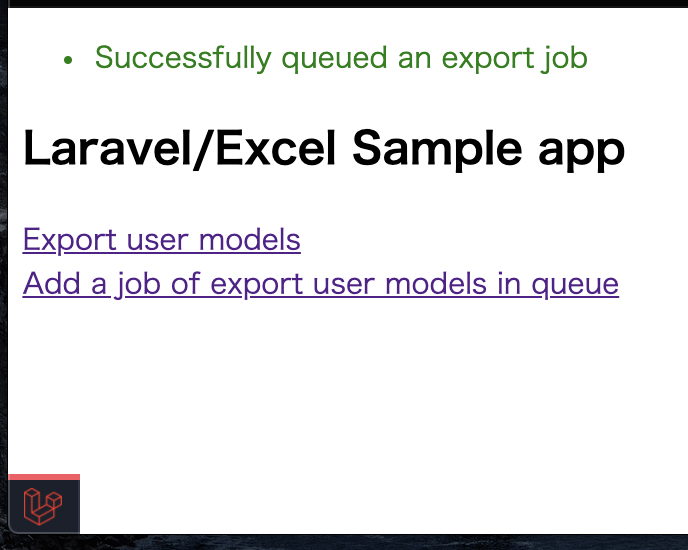 Successfully queued an export job
Laravel/Excel Sample app
Export user models
Add a job of export user models in queue